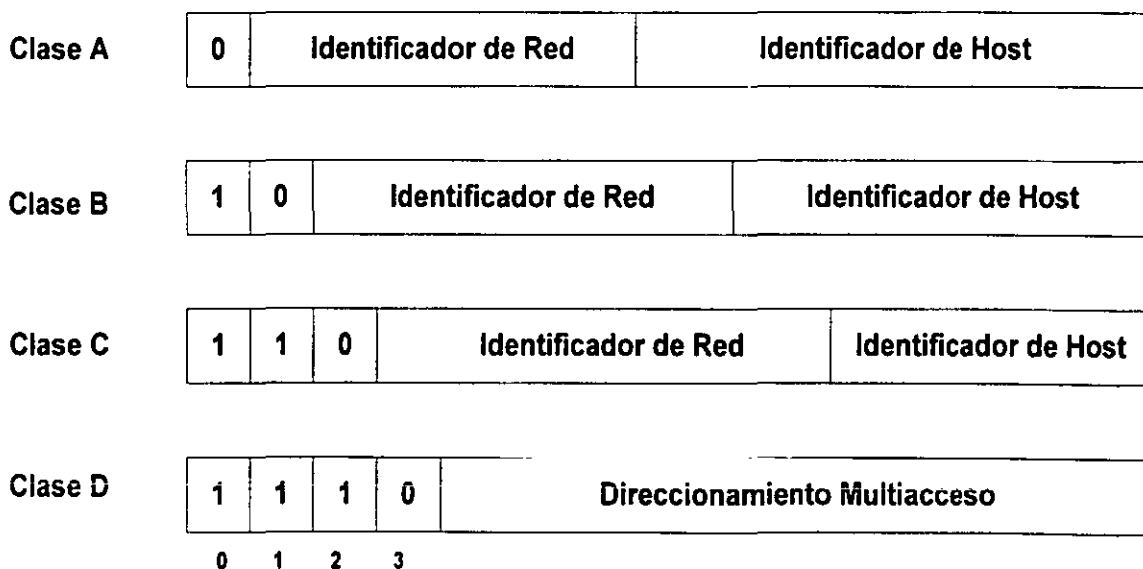 Clase A 0 Identificador de Red Identificador de Host
Clase B 1 0 Identificador de Red Identificador de Host
Clase C 1 1 0 Identificador de Red Identificador de Host
Clase D 1 1 1 0 Direccionamiento Multiacceso
0 1 2 3